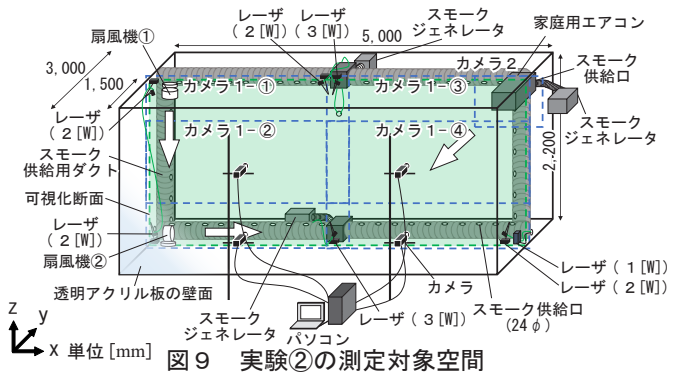 扇風機①
3,000
1,500
レーザ
(2[W])
レーザ
(3[W])
5,000
スモーク
ジェネレータ
家庭用エアコン
カメラ2
スモーク
供給口
カメラ1-①
カメラ1-③
レーザ
(2[W])
カメラ1-②
カメラ1-④
スモーク
ジェネレータ
2,200
スモーク
供給用ダクト
可視化断面
レーザ
(2[W])
扇風機②
透明アクリル板の壁面
スモーク
ジェネレータ
パソコン
レーザ(3[W])
カメラ
スモーク供給口
(24φ)
レーザ(1[W])
レーザ(2[W])
z
y
x 単位[mm]
図9 実験②の測定対象空間